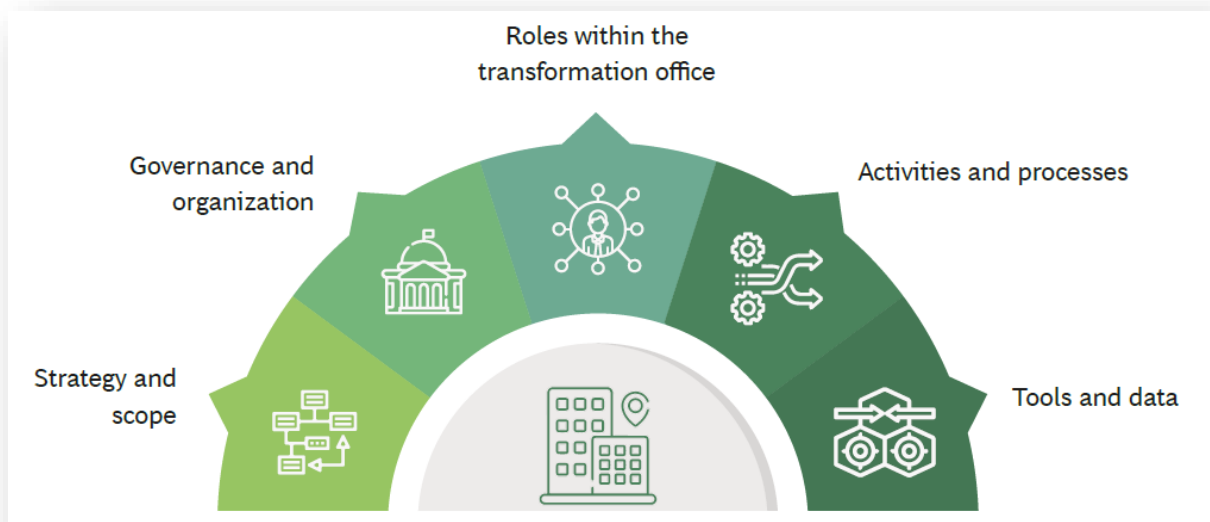 Roles within the
transformation office
Governance and
organization
Activities and processes
Strategy and
scope
Tools and data